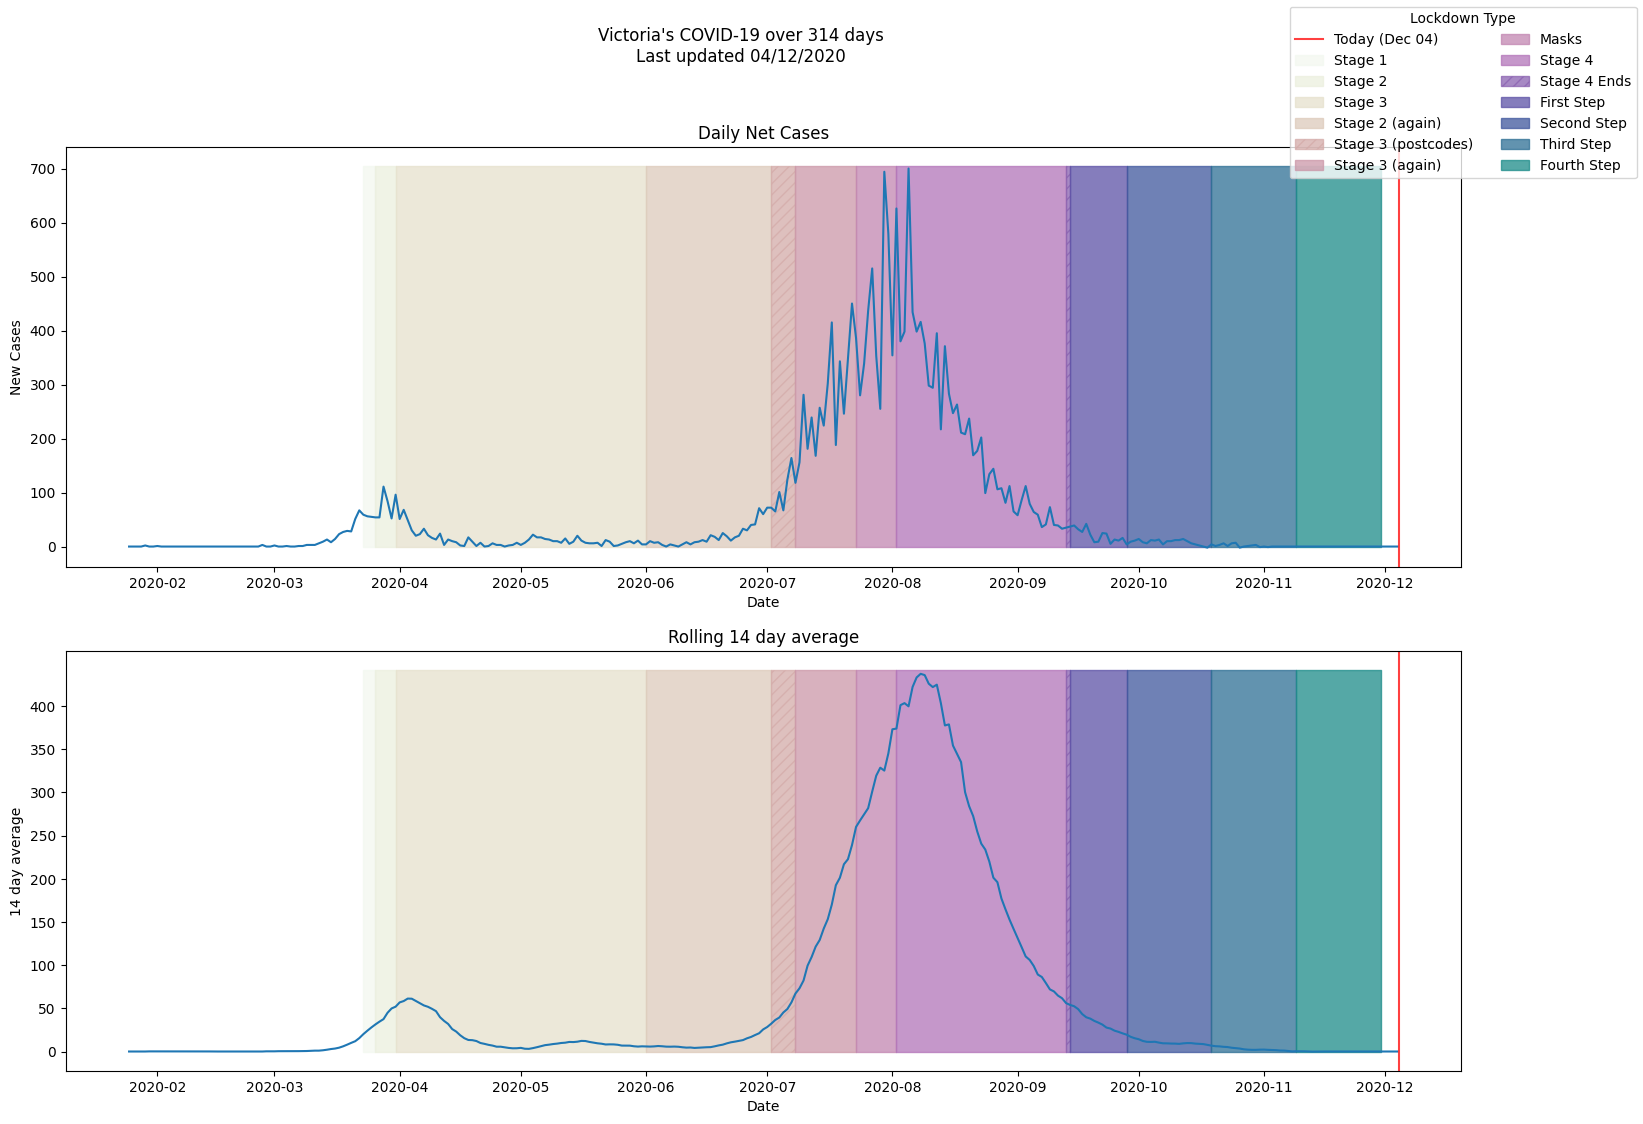 Victoria's COVID-19 over 314 days
Last updated 04/12/2020
Lockdown Type
Today (Dec 04)
Stage 1
Stage 2
Stage 3
Stage 2 (again)
Stage 3 (postcodes)
Stage 3 (again)
Masks
Stage 4
Stage 4 Ends
First Step
Second Step
Third Step
Fourth Step
Daily Net Cases
New Cases
700
600
500
400
300
200
100
0
2020-02 2020-03 2020-04 2020-05 2020-06 2020-07 2020-08 2020-09 2020-10 2020-11 2020-12
Date
Rolling 14 day average
14 day average
400
350
300
250
200
150
100
50
0
2020-02 2020-03 2020-04 2020-05 2020-06 2020-07 2020-08 2020-09 2020-10 2020-11 2020-12
Date